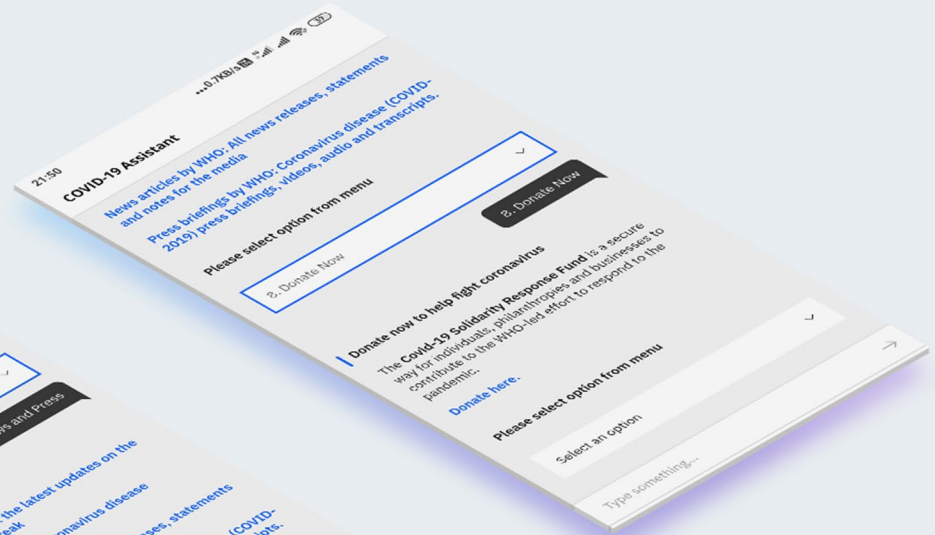 21:50
...0.7KB/s
37
COVID-19 Assistant
News articles by WHO: All news releases, statements
and notes for the media
Press briefings by WHO: Coronavirus disease (COVID-
2019) press briefings, videos, audio and transcripts.
Please select option from menu
8. Donate Now
8. Donate Now
Donate now to help fight coronavirus
The Covid-19 Solidarity Response Fund is a secure
way for individuals, philanthropies and businesses to
contribute to the WHO-led effort to respond to the
pandemic.
Donate here.
Please select option from menu
Select an option
Type something...
and Press
the latest updates on the
disease
statements
(COVID-